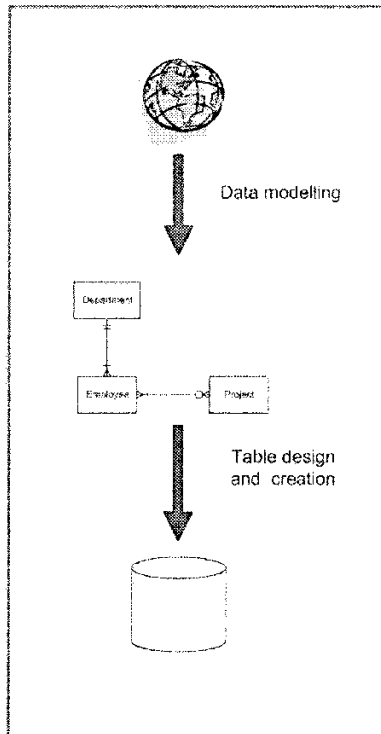 Data modelling
Department
Employee
Project
Table design
and creation